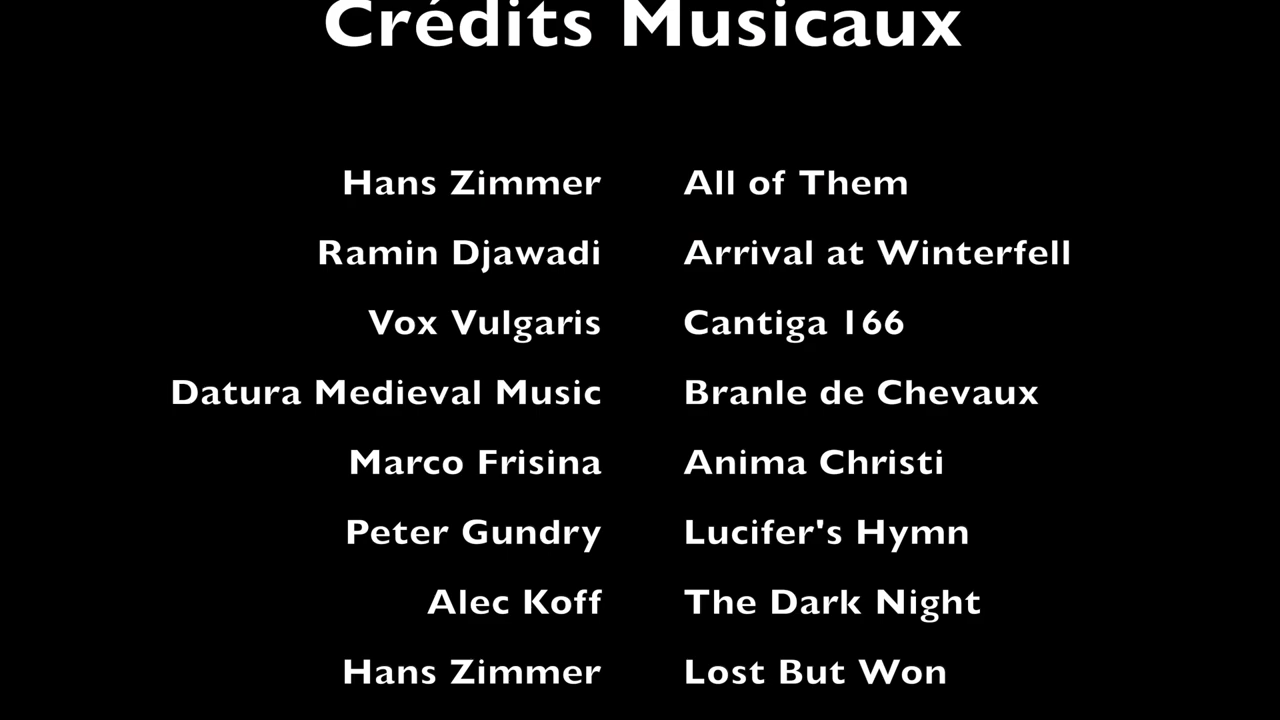 Crédits Musicaux
Hans Zimmer All of Them
Ramin Djawadi Arrival at Winterfell
Vox Vulgaris Cantiga 166
Datura Medieval Music Branle de Chevaux
Marco Frisina Anima Christi
Peter Gundry Lucifer's Hymn
Alec Koff The Dark Night
Hans Zimmer Lost But Won